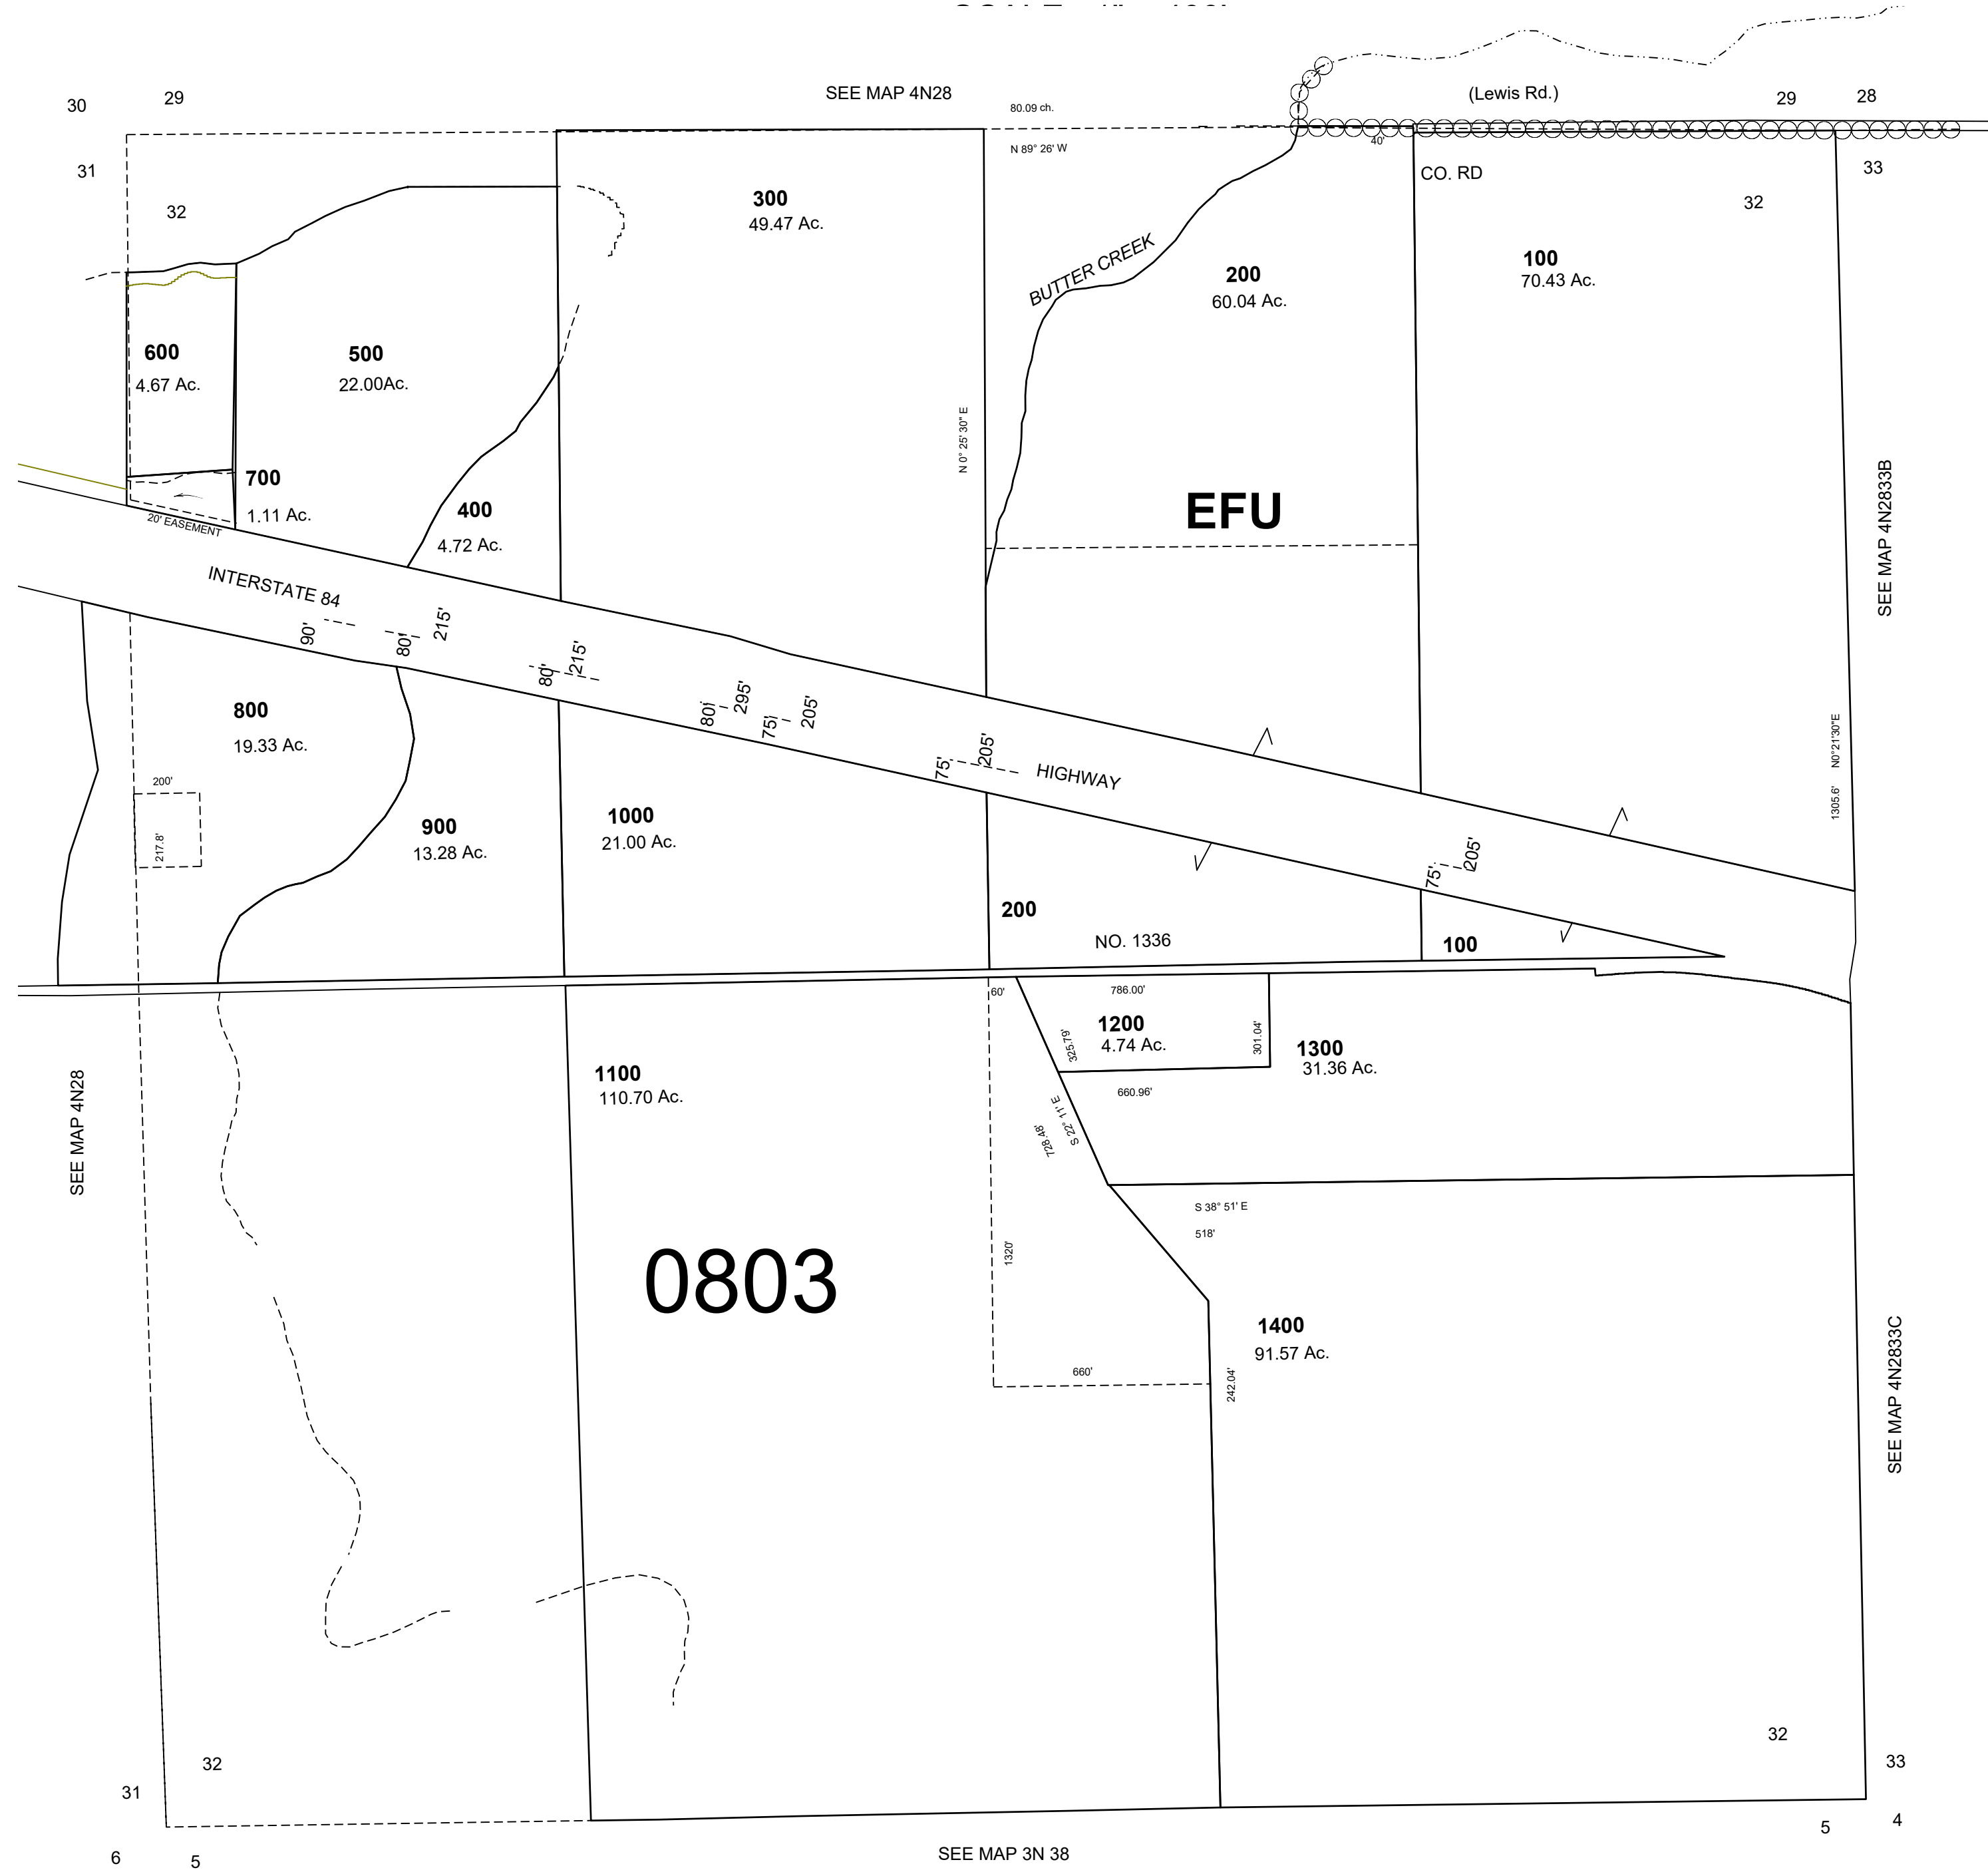 SEE MAP 4N28
80.09 ch.
(Lewis Rd.)
30
29
29
28
N 89° 26' W
40'
CO. RD
31
32
32
33
300
49.47 Ac.
BUTTER CREEK
200
60.04 Ac.
100
70.43 Ac.
600
4.67 Ac.
500
22.00Ac.
N 0° 25' 30" E
700
1.11 Ac.
20' EASEMENT
400
4.72 Ac.
EFU
SEE MAP 4N2833B
INTERSTATE 84
90'
80'
215'
80'
215'
80'
295'
75'
205'
75'
205'
HIGHWAY
75'
205'
N0°21'30"E
1305.6'
800
19.33 Ac.
200'
217.8'
900
13.28 Ac.
1000
21.00 Ac.
200
NO. 1336
100
60'
786.00'
1200
4.74 Ac.
325.79'
301.04'
1300
31.36 Ac.
660.96'
S 22° 11' E
728.48'
1100
110.70 Ac.
SEE MAP 4N28
S 38° 51' E
518'
1320'
0803
1400
91.57 Ac.
660'
242.04'
SEE MAP 4N2833C
32
32
31
33
6
5
SEE MAP 3N 38
5
4